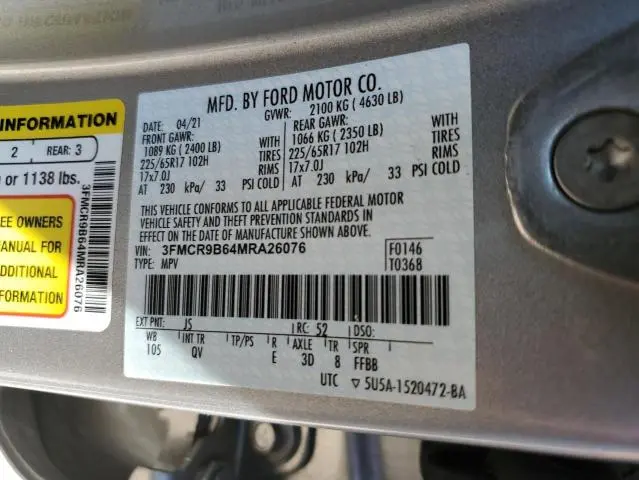 INFORMATION
2 REAR: 3
or 1138 lbs.
EE OWNERS
MANUAL FOR
ADDITIONAL
NFORMATION
3FMCR9B64MRA26076
MFD. BY FORD MOTOR CO.
DATE: 04/21 GVWR: 2100 KG ( 4630 LB)
FRONT GAWR: WITH REAR GAWR: WITH
1089 KG (2400 LB) TIRES 1066 KG ( 2350 LB) TIRES
225/65R17 102H RIMS 225/65R17 102H RIMS
17x7.0J 17x7.0J
AT 230 kPa/ 33 PSI COLD AT 230 kPa/ 33 PSI COLD
THIS VEHICLE CONFORMS TO ALL APPLICABLE FEDERAL MOTOR
VEHICLE SAFETY AND THEFT PREVENTION STANDARDS IN
EFFECT ON THE DATE OF MANUFACTURE SHOWN ABOVE.
VIN: 3FMCR9B64MRA26076 F0146
TYPE: MPV T0368
EXT PNT: JS RC: 52 DSO:
WB INT TR TP/PS R AXLE TR SPR
105 QV E 3D 8 FFBB
UTC ▽ 5U5A-1520472-BA